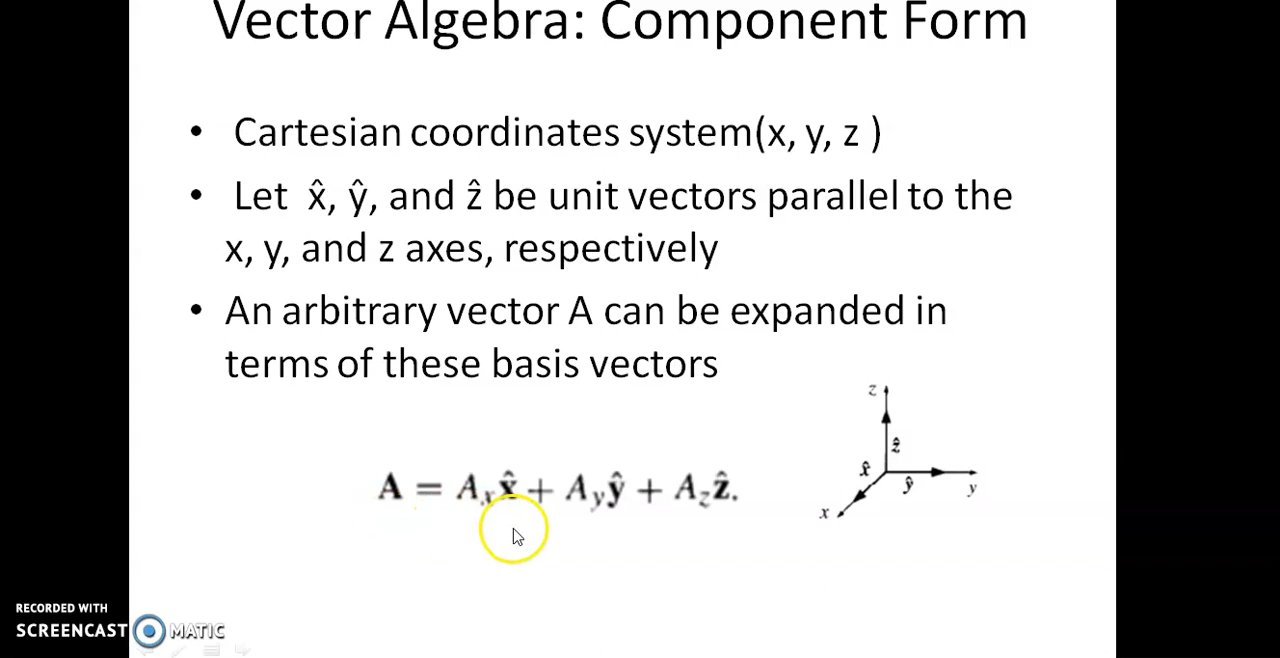 Vector Algebra: Component Form
• Cartesian coordinates system(x, y, z )
• Let x̂, ŷ, and ẑ be unit vectors parallel to the
x, y, and z axes, respectively
• An arbitrary vector A can be expanded in
terms of these basis vectors
z
ẑ
x̂
ŷ
y
x
A = Aₓx̂ + A_yŷ + A_zẑ.
RECORDED WITH
SCREENCAST MATIC